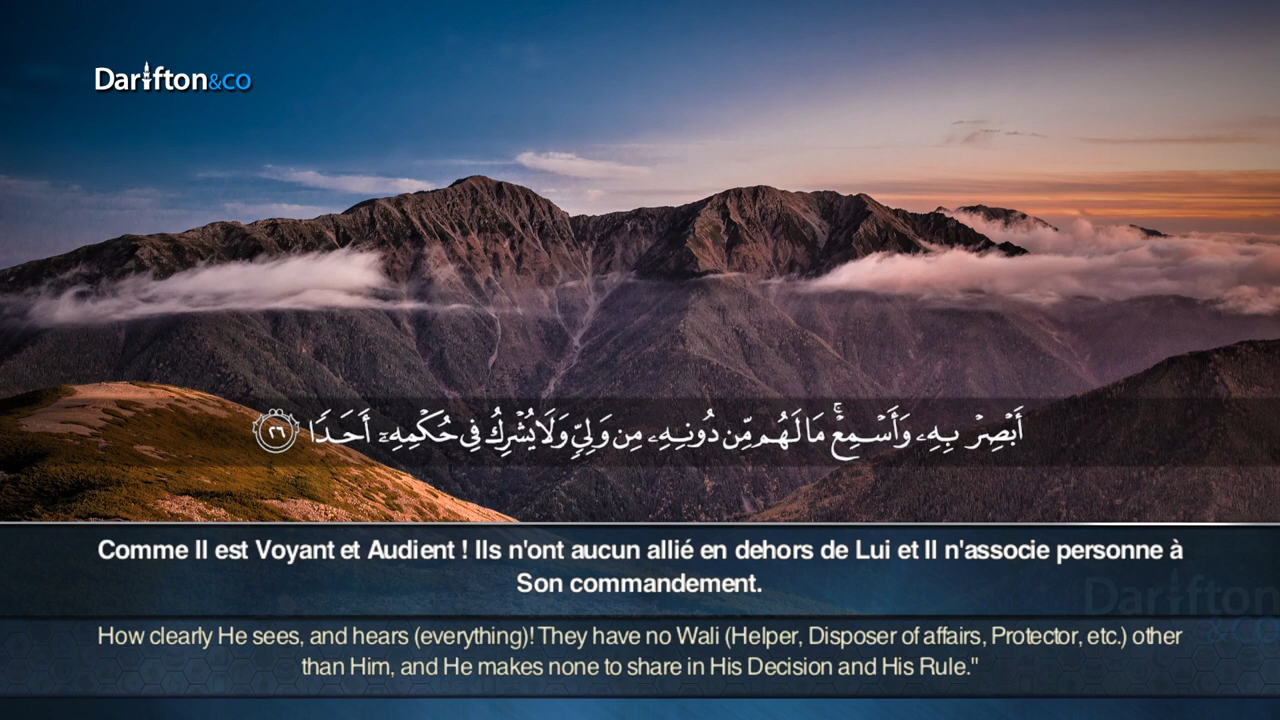 Darifton&co
أَبْصِرْ بِهِۦ وَأَسْمِعْ ۚ مَا لَهُم مِّن دُونِهِۦ مِن وَلِىٍّ وَلَا يُشْرِكُ فِى حُكْمِهِۦٓ أَحَدًا ٢٦
Comme Il est Voyant et Audient ! Ils n'ont aucun allié en dehors de Lui et Il n'associe personne à
Son commandement.
Darifton
&co
How clearly He sees, and hears (everything)! They have no Wali (Helper, Disposer of affairs, Protector, etc.) other
than Him, and He makes none to share in His Decision and His Rule."